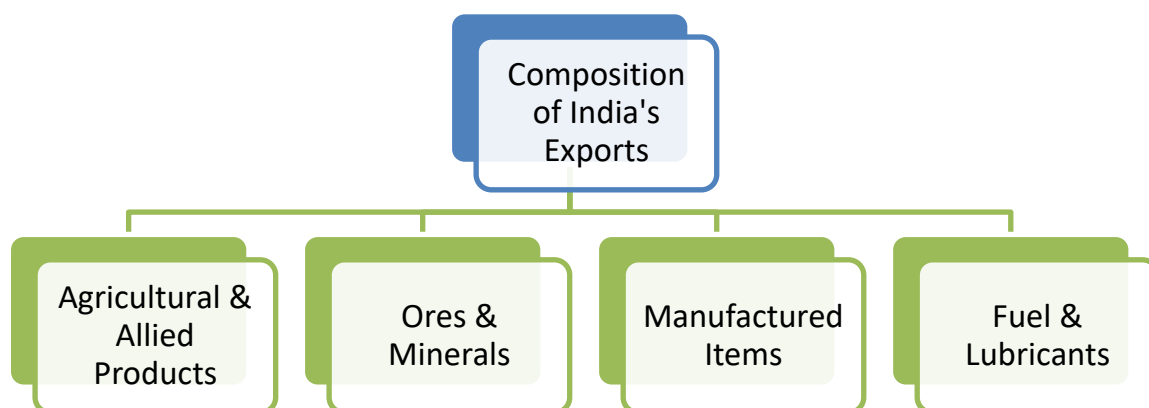 Composition
of India's
Exports
Agricultural &
Allied
Products
Ores &
Minerals
Manufactured
Items
Fuel &
Lubricants